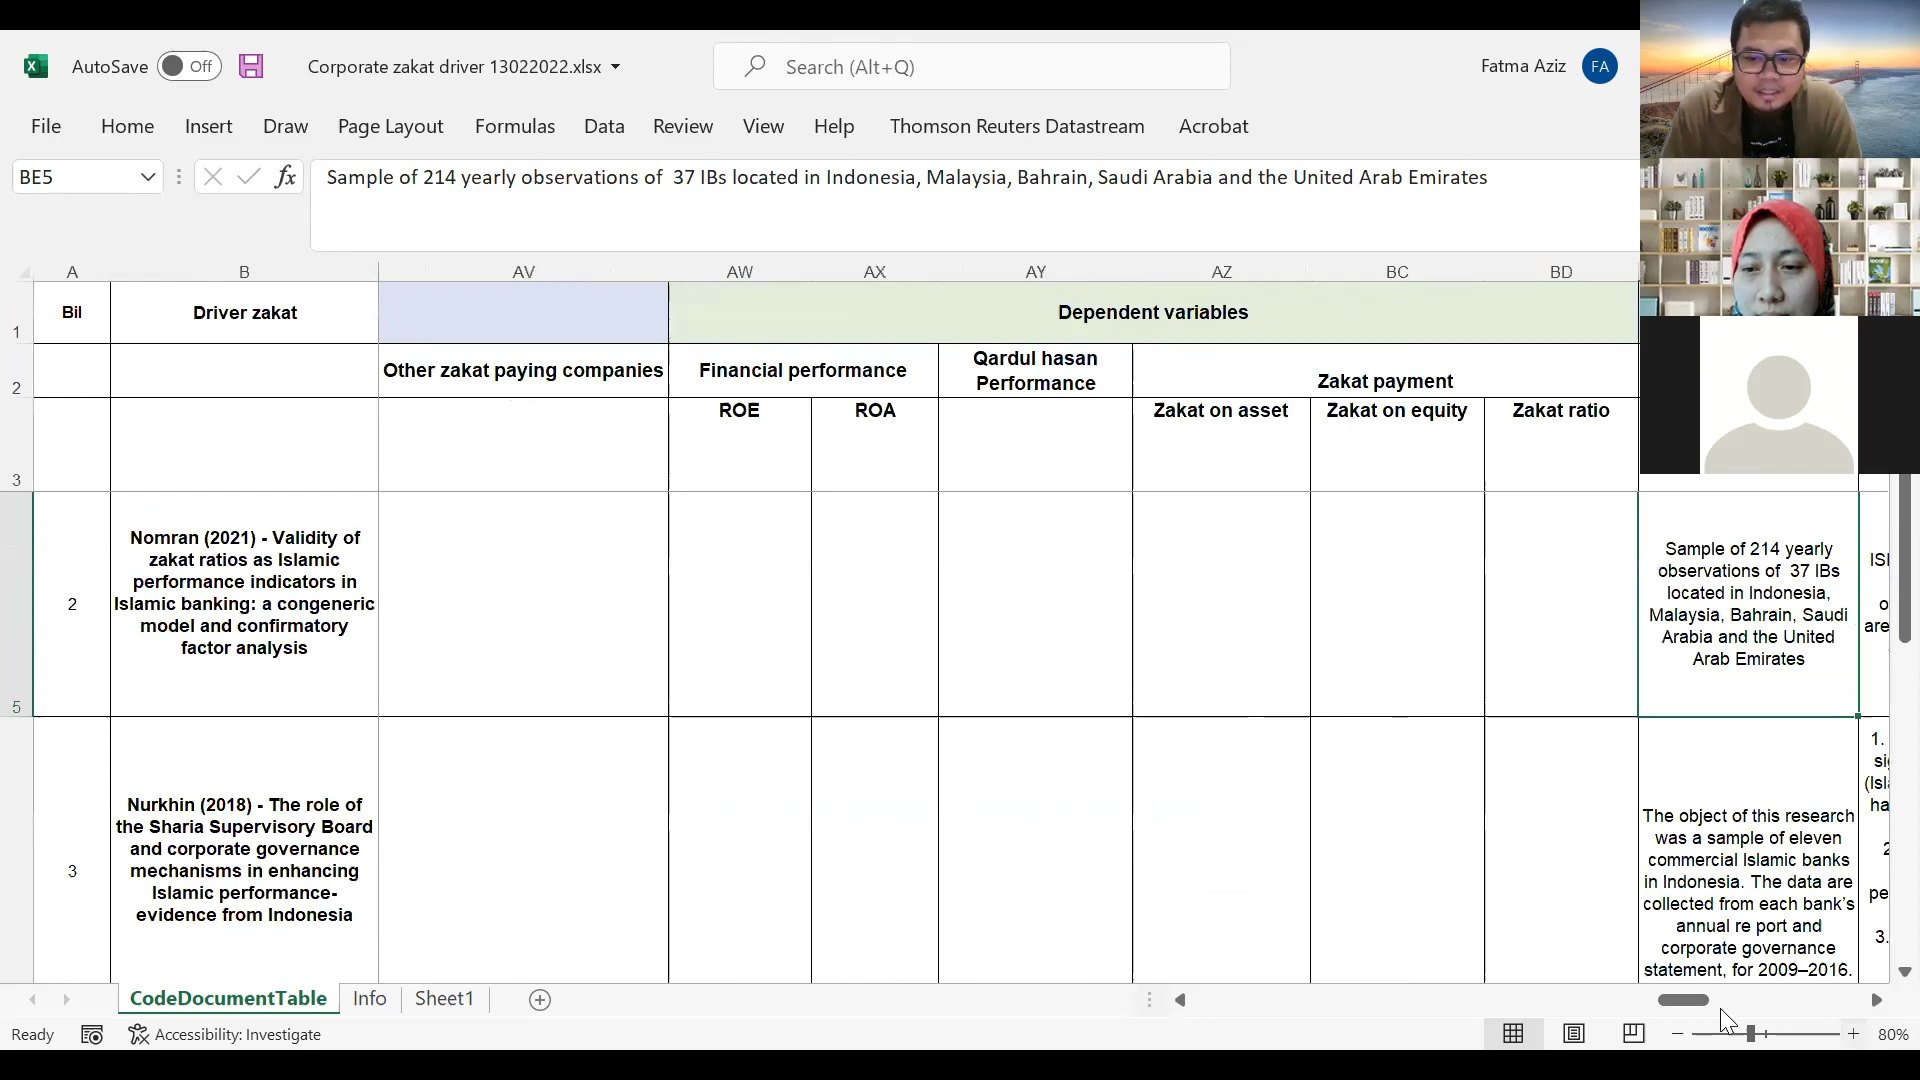 AutoSave Off Corporate zakat driver 13022022.xlsx Search (Alt+Q) Fatma Aziz FA
File Home Insert Draw Page Layout Formulas Data Review View Help Thomson Reuters Datastream Acrobat
BE5 fx Sample of 214 yearly observations of 37 IBs located in Indonesia, Malaysia, Bahrain, Saudi Arabia and the United Arab Emirates
A B AV AW AX AY AZ BC BD
1 Bil Driver zakat Dependent variables
2 Other zakat paying companies Financial performance Qardul hasan Performance Zakat payment
3 ROE ROA Zakat on asset Zakat on equity Zakat ratio
5
2
Nomran (2021) - Validity of
zakat ratios as Islamic
performance indicators in
Islamic banking: a congeneric
model and confirmatory
factor analysis
Sample of 214 yearly
observations of 37 IBs
located in Indonesia,
Malaysia, Bahrain, Saudi
Arabia and the United
Arab Emirates
are
3
Nurkhin (2018) - The role of
the Sharia Supervisory Board
and corporate governance
mechanisms in enhancing
Islamic performance-
evidence from Indonesia
The object of this research
was a sample of eleven
commercial Islamic banks
in Indonesia. The data are
collected from each bank's
annual re port and
corporate governance
statement, for 2009–2016.
1.
3.
CodeDocumentTable Info Sheet1
Ready Accessibility: Investigate 80%